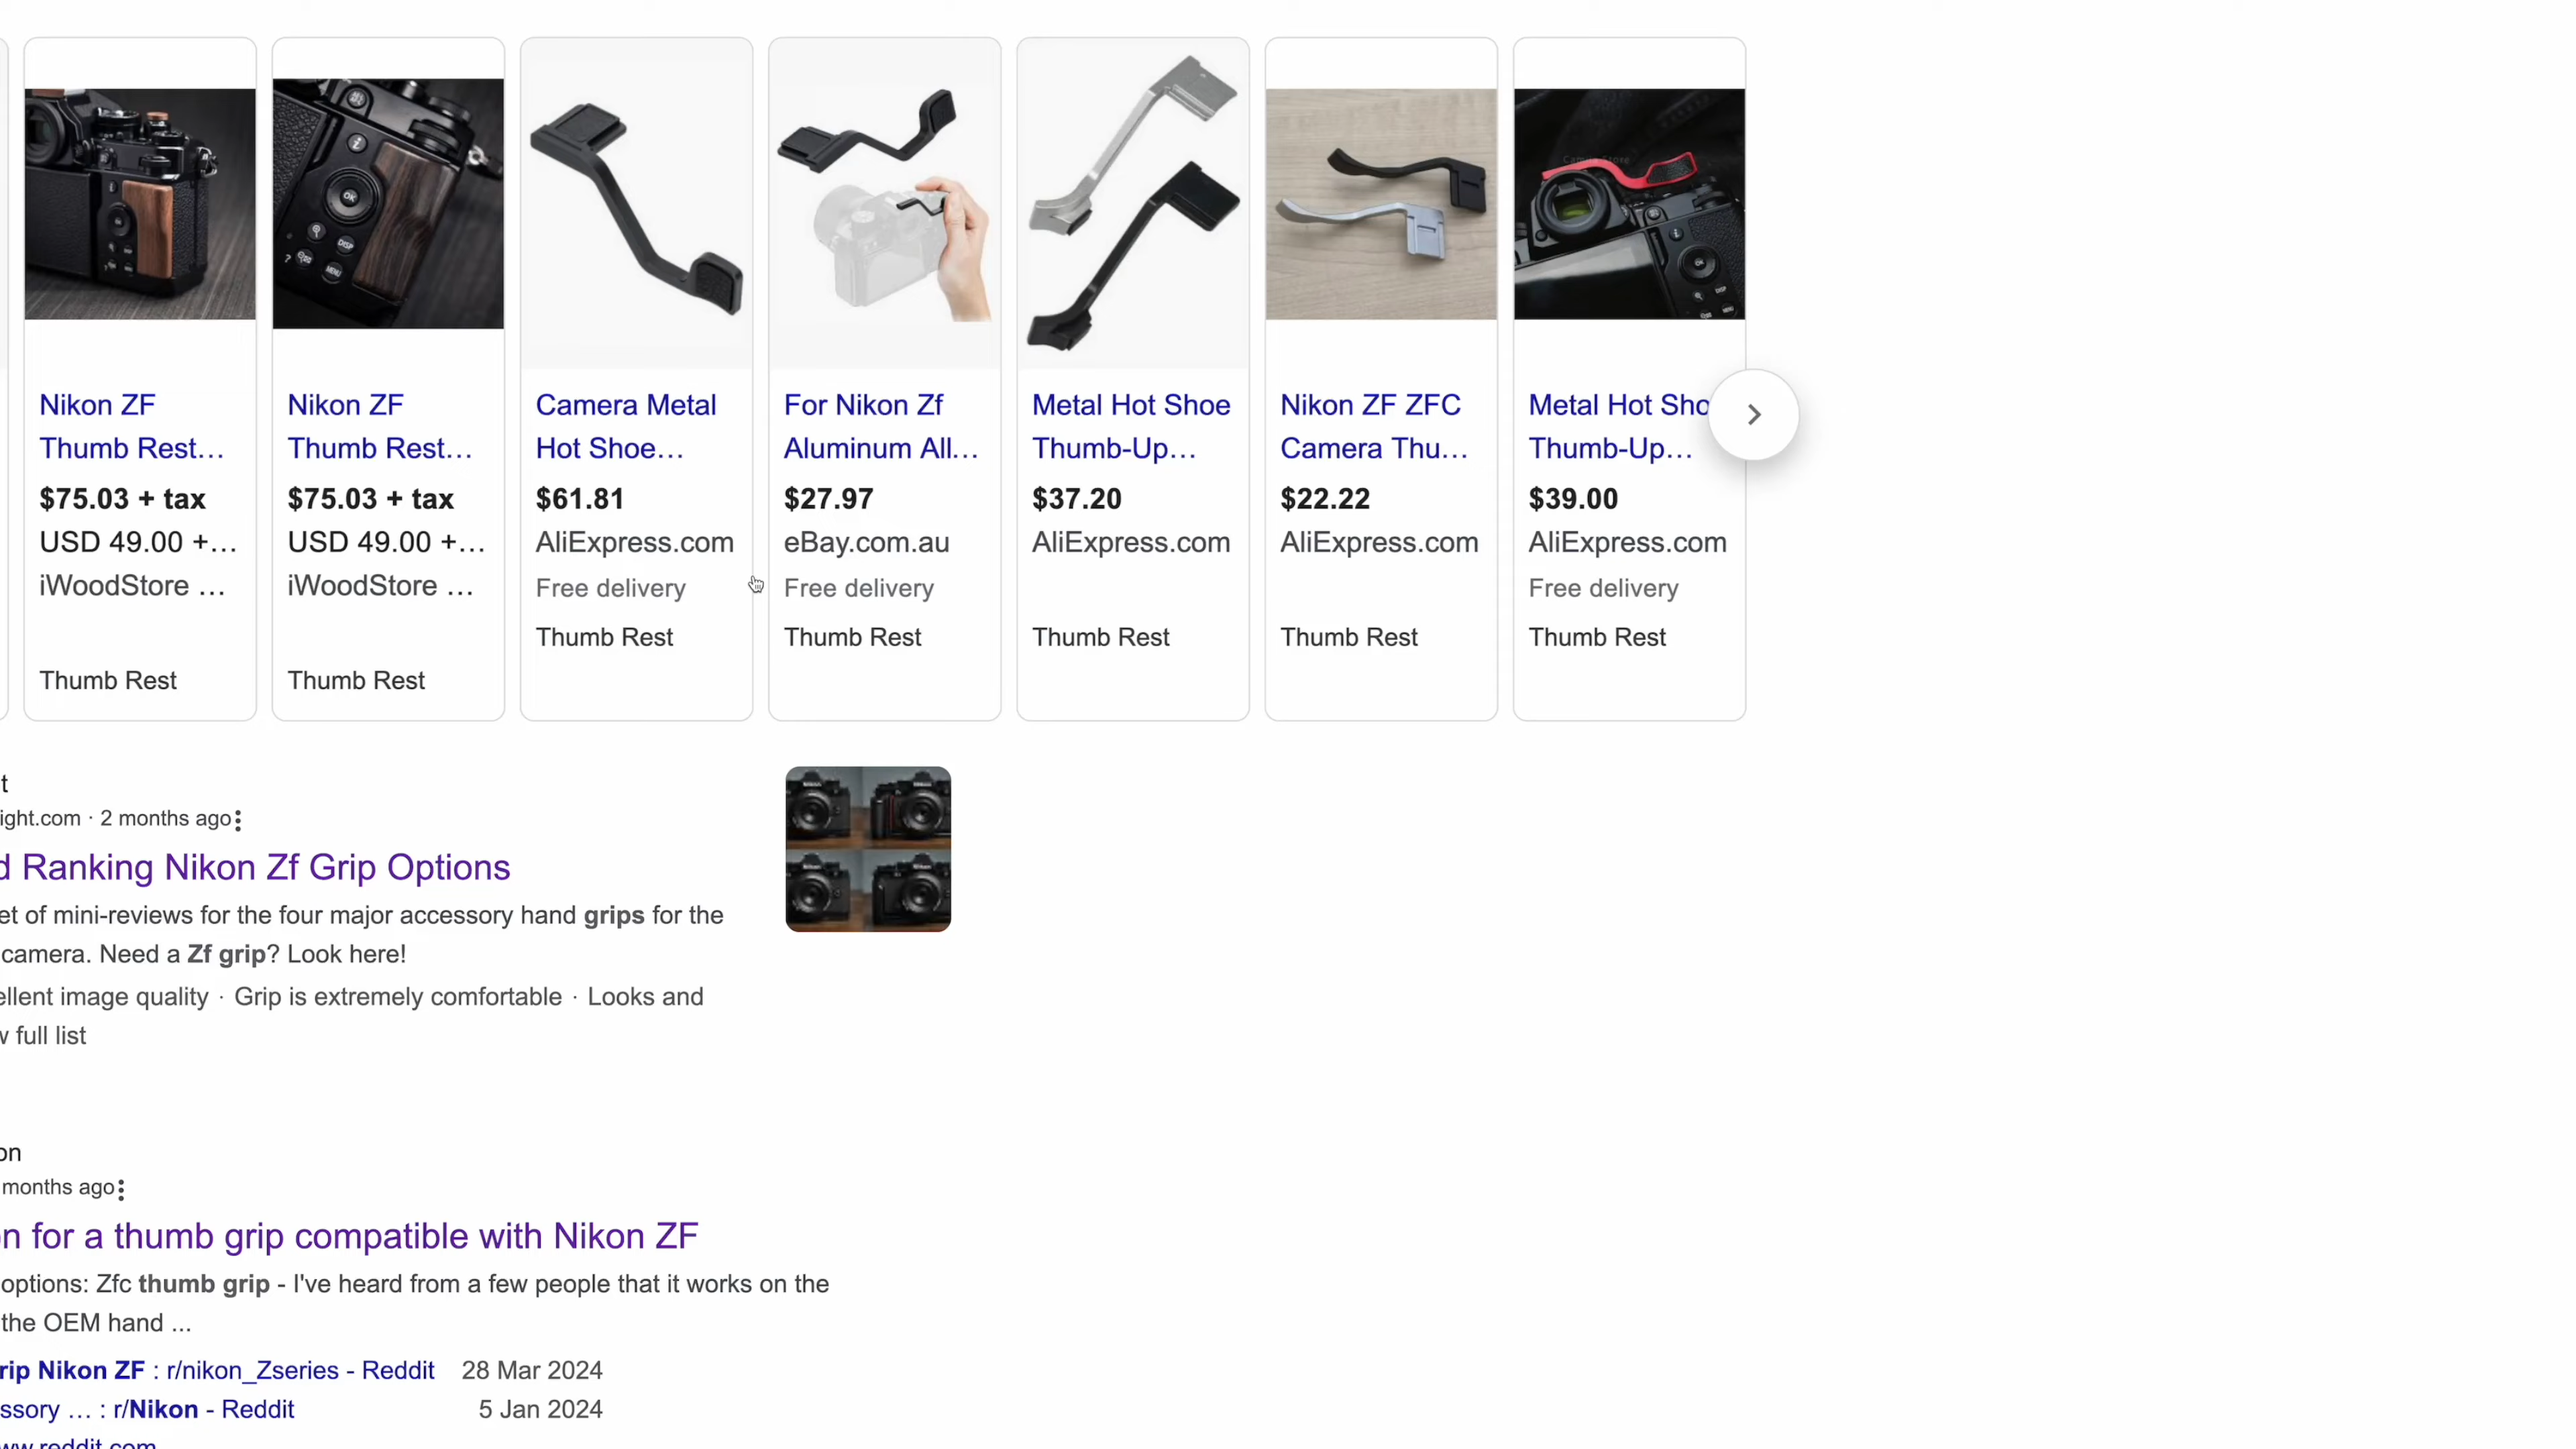 Nikon ZF
Thumb Rest...
$75.03 + tax
USD 49.00 +...
iWoodStore ...
Thumb Rest
Nikon ZF
Thumb Rest...
$75.03 + tax
USD 49.00 +...
iWoodStore ...
Thumb Rest
Camera Metal
Hot Shoe...
$61.81
AliExpress.com
Free delivery
Thumb Rest
For Nikon Zf
Aluminum All...
$27.97
eBay.com.au
Free delivery
Thumb Rest
Metal Hot Shoe
Thumb-Up...
$37.20
AliExpress.com
Thumb Rest
Nikon ZF ZFC
Camera Thu...
$22.22
AliExpress.com
Thumb Rest
Metal Hot Sho
Thumb-Up...
$39.00
AliExpress.com
Free delivery
Thumb Rest
t
ight.com · 2 months ago
d Ranking Nikon Zf Grip Options
et of mini-reviews for the four major accessory hand grips for the
camera. Need a Zf grip? Look here!
ellent image quality · Grip is extremely comfortable · Looks and
w full list
on
months ago
n for a thumb grip compatible with Nikon ZF
options: Zfc thumb grip - I've heard from a few people that it works on the
the OEM hand ...
rip Nikon ZF : r/nikon_Zseries - Reddit 28 Mar 2024
ssory ... : r/Nikon - Reddit 5 Jan 2024
ww.reddit.com